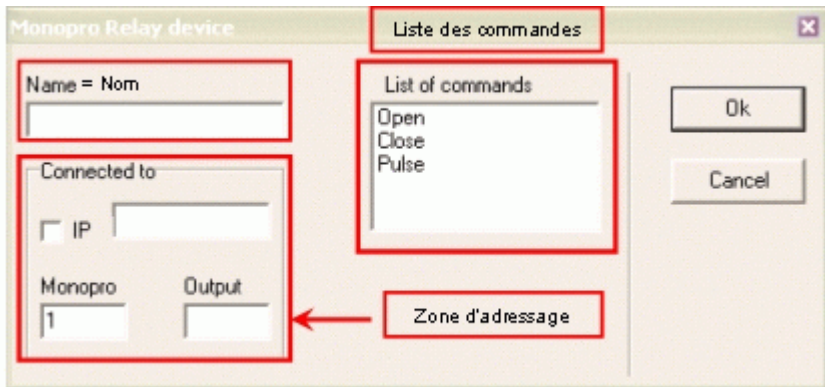 Monopro Relay device
Liste des commandes
Name = Nom
List of commands
Open
Close
Pulse
Ok
Cancel
Connected to
IP
Monopro
Output
1
Zone d'adressage